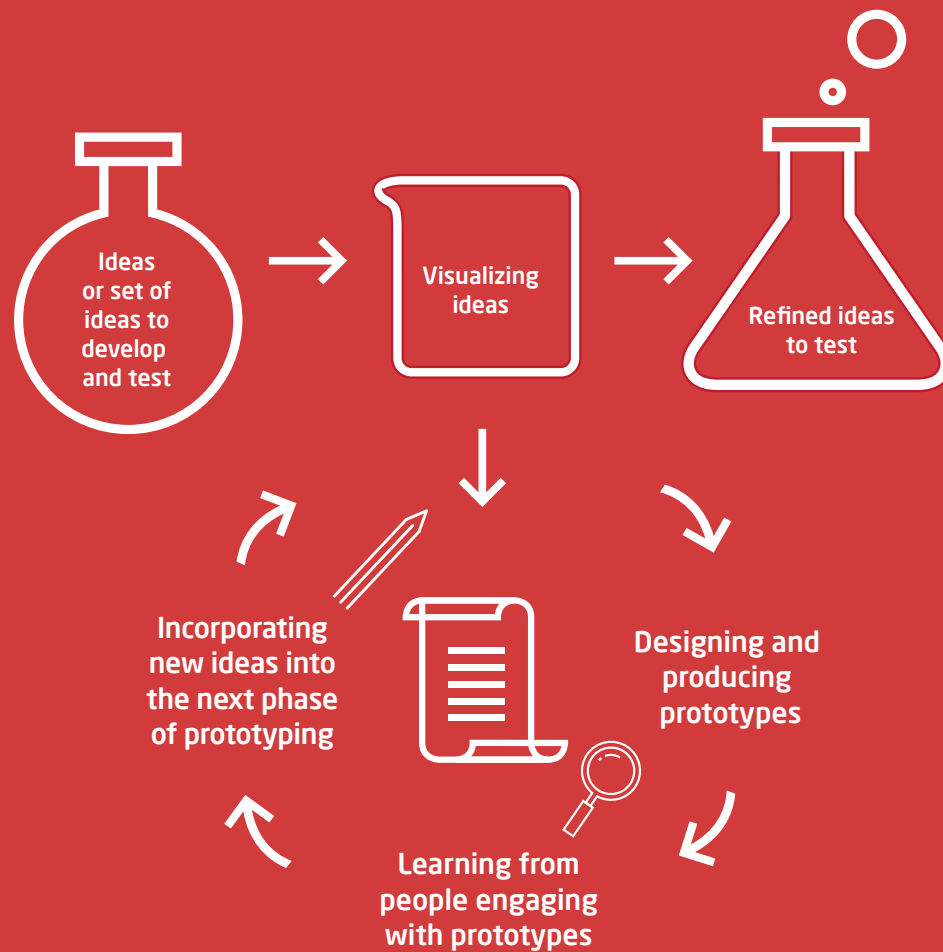 Ideas
or set of
ideas to
develop
and test
Visualizing
ideas
Refined ideas
to test
Incorporating
new ideas into
the next phase
of prototyping
Designing and
producing
prototypes
Learning from
people engaging
with prototypes